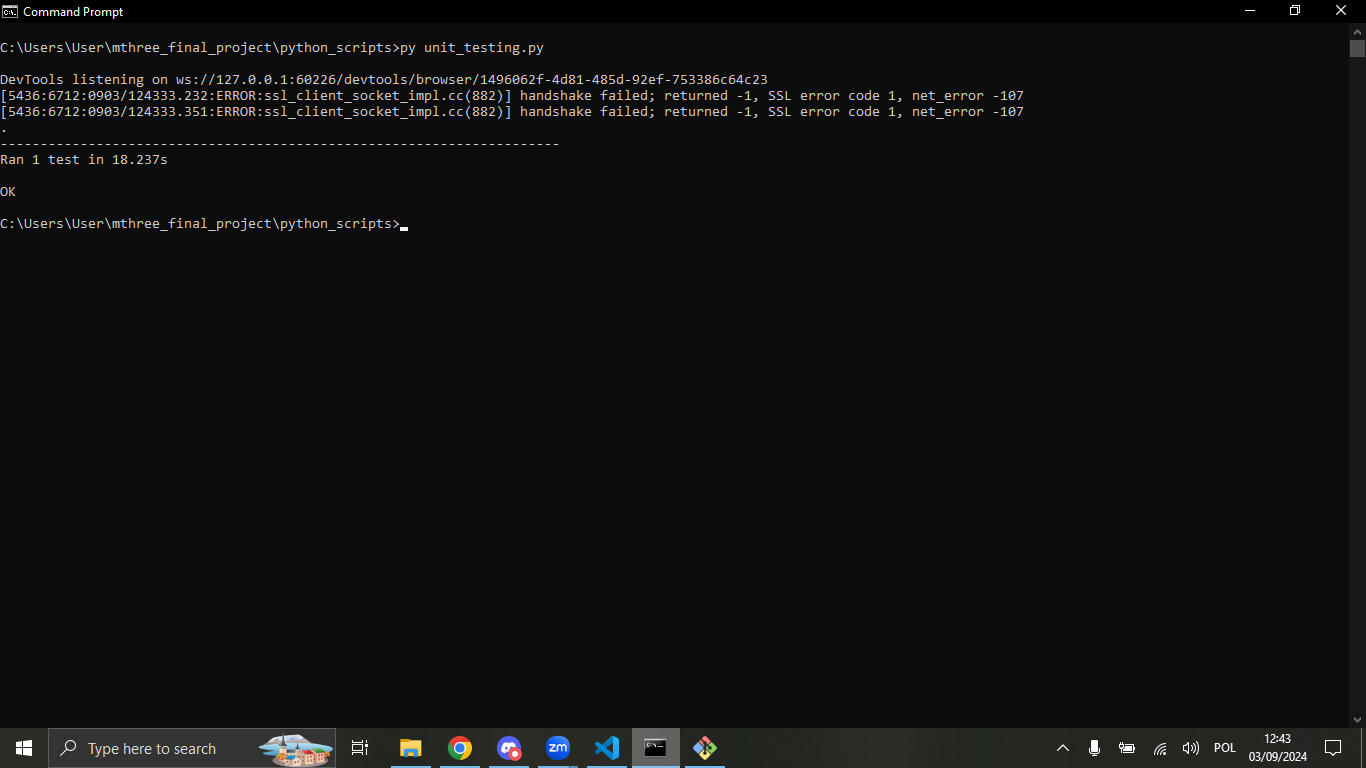 Command Prompt
C:\Users\User\mthree_final_project\python_scripts>py unit_testing.py
DevTools listening on ws://127.0.0.1:60226/devtools/browser/1496062f-4d81-485d-92ef-753386c64c23
[5436:6712:0903/124333.232:ERROR:ssl_client_socket_impl.cc(882)] handshake failed; returned -1, SSL error code 1, net_error -107
[5436:6712:0903/124333.351:ERROR:ssl_client_socket_impl.cc(882)] handshake failed; returned -1, SSL error code 1, net_error -107
.
----------------------------------------------------------------------
Ran 1 test in 18.237s
OK
C:\Users\User\mthree_final_project\python_scripts>
Type here to search
zm
POL
12:43
03/09/2024